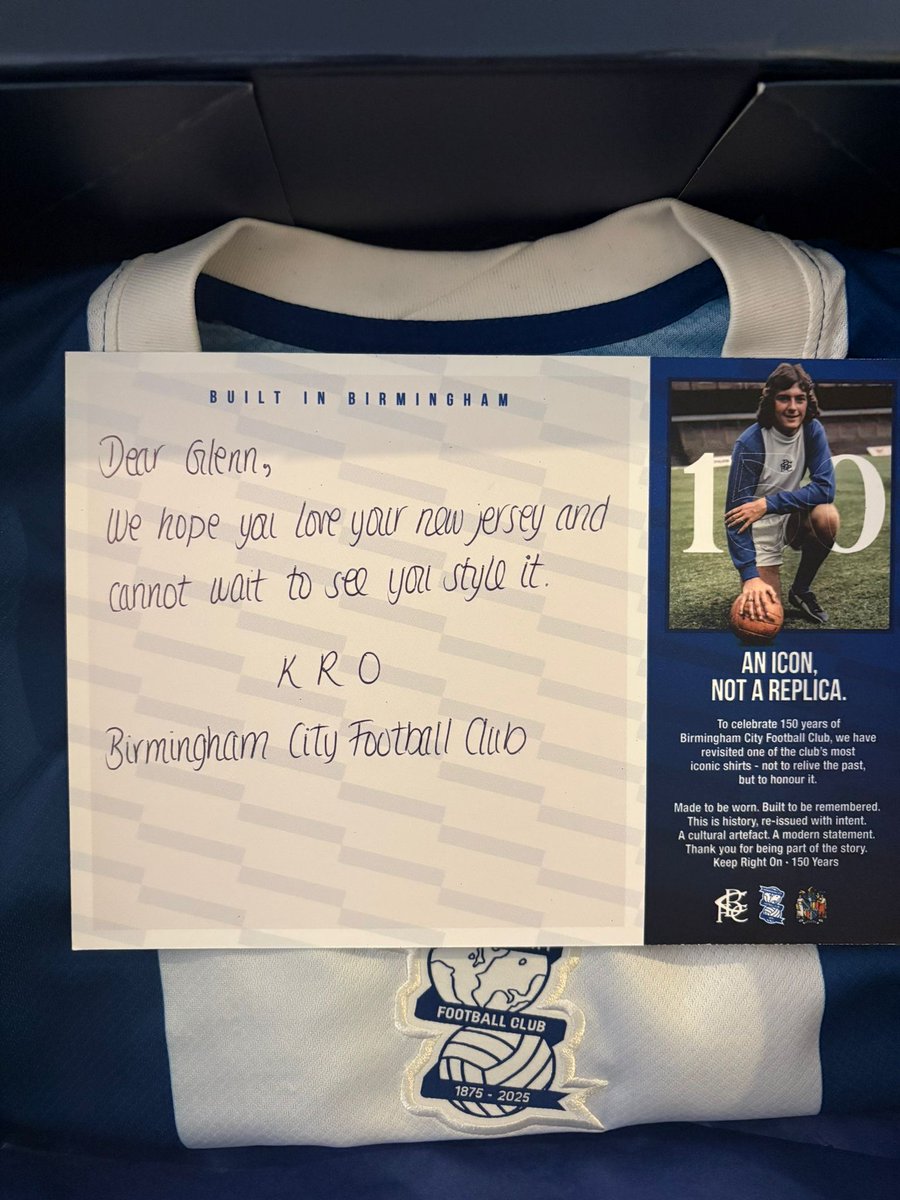 BUILT IN BIRMINGHAM
Dear Glenn,
We hope you love your new jersey and
cannot wait to see you style it.
K R O
Birmingham City Football Club
150
AN ICON,
NOT A REPLICA.
To celebrate 150 years of
Birmingham City Football Club, we have
revisited one of the club's most
iconic shirts - not to relive the past,
but to honour it.
Made to be worn. Built to be remembered.
This is history, re-issued with intent.
A cultural artefact. A modern statement.
Thank you for being part of the story.
Keep Right On · 150 Years
FOOTBALL CLUB
1875 - 2025